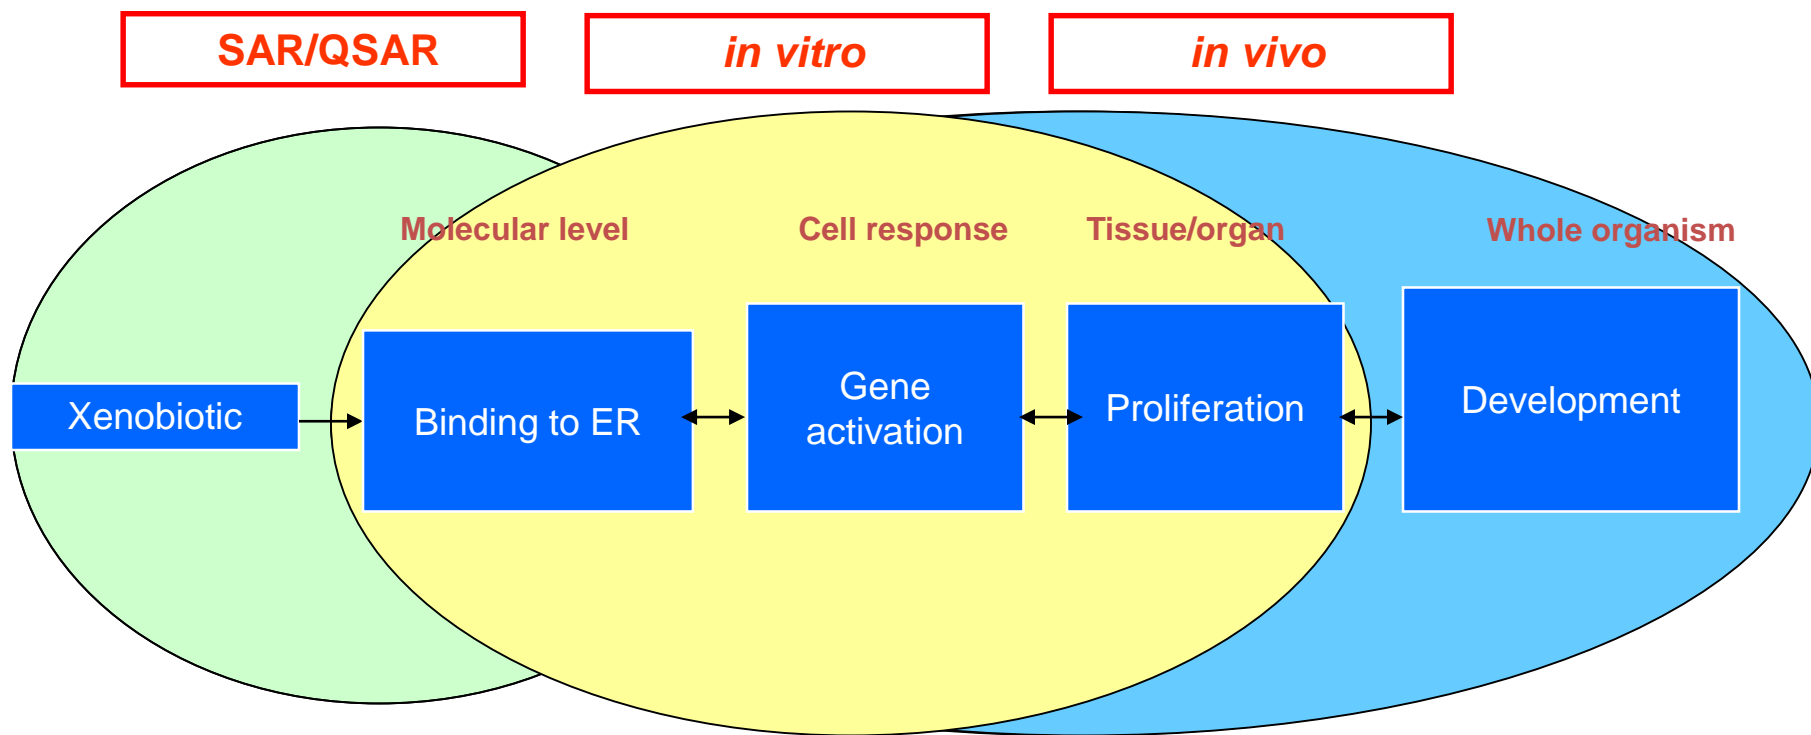 SAR/QSAR
in vitro
in vivo
Molecular level
Cell response
Tissue/organ
Whole organism
Xenobiotic
Binding to ER
Gene
activation
Proliferation
Development